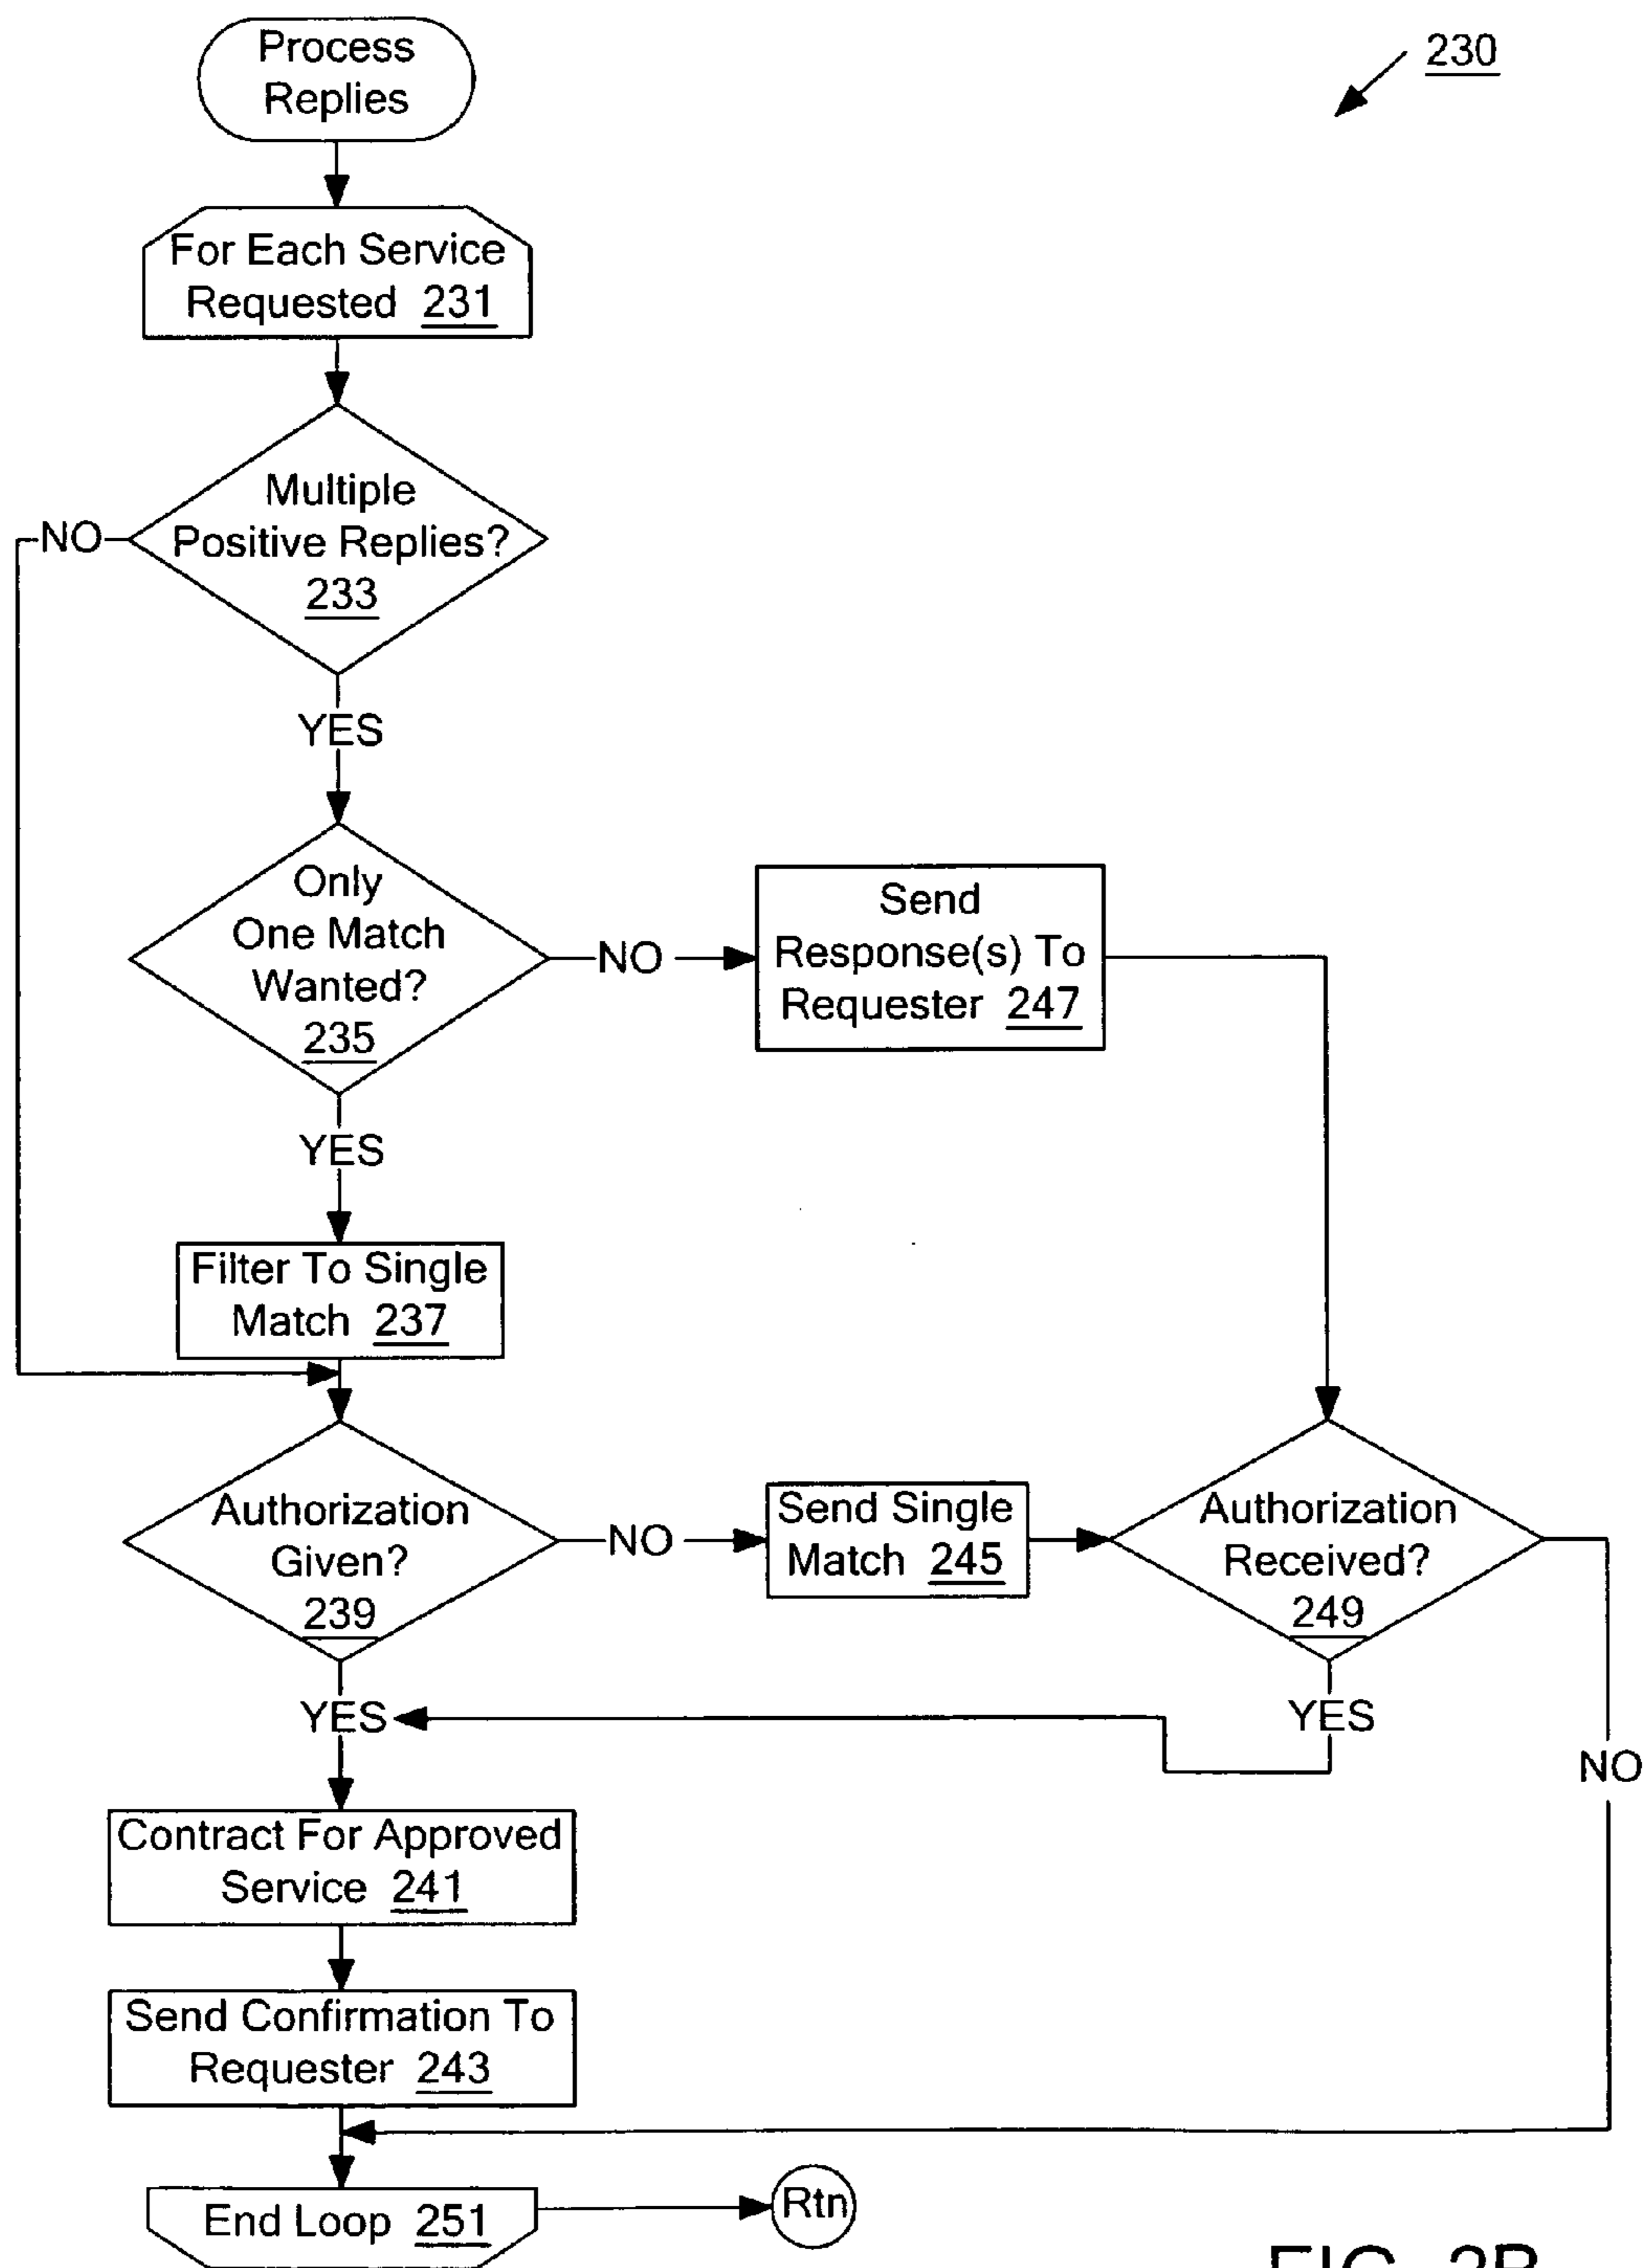 Process
Replies
230
For Each Service
Requested 231
Multiple
Positive Replies?
233
NO
YES
Only
One Match
Wanted?
235
NO
Send
Response(s) To
Requester 247
YES
Filter To Single
Match 237
Authorization
Given?
239
NO
Send Single
Match 245
Authorization
Received?
249
YES
YES
NO
Contract For Approved
Service 241
Send Confirmation To
Requester 243
End Loop 251
Rtn
FIG. 2B